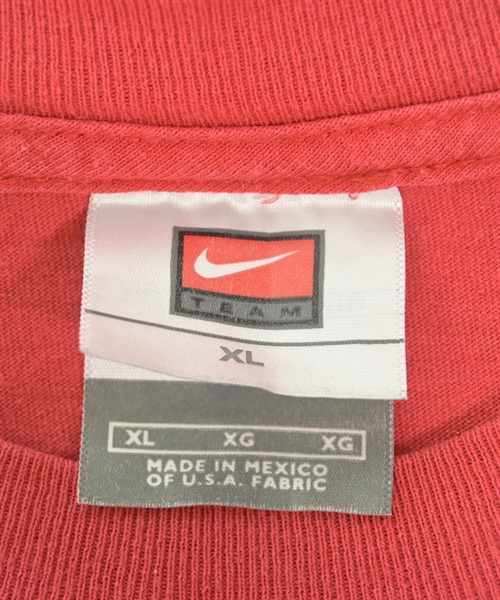 TEAM
XL
XL XG XG
MADE IN MEXICO
OF U.S.A. FABRIC